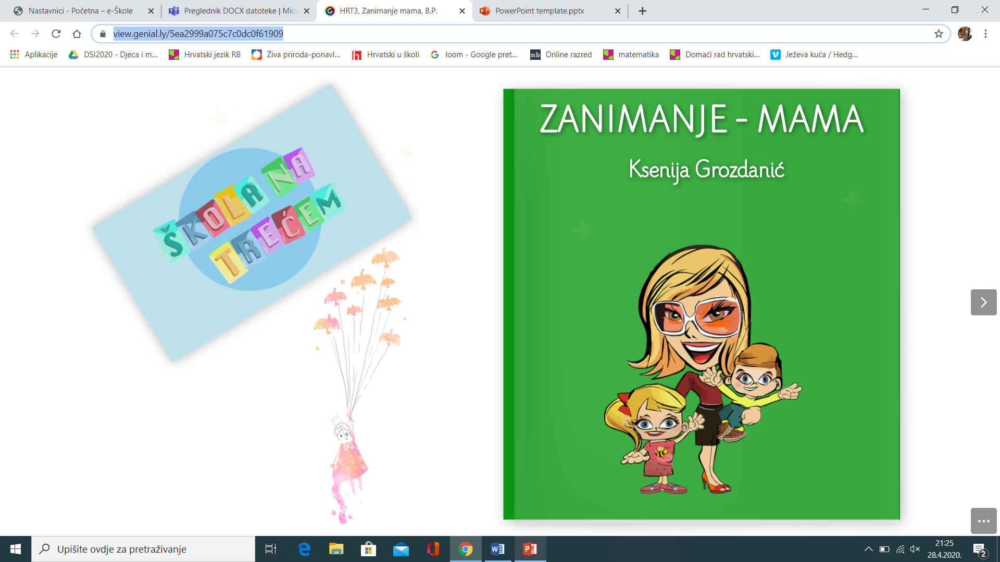 Nastavnici - Početna – e-Škole
Preglednik DOCX datoteke | Micr
HRT3, Zanimanje mama, B.P.
PowerPoint template.pptx
view.genial.ly/5ea2999a075c7c0dc0f61909
Aplikacije
DSI2020 - Djeca i m...
Hrvatski jezik RB
Živa priroda-ponavl...
Hrvatski u školi
loom - Google pret...
nb Online razred
matematika
Domaći rad hrvatski...
Ježeva kuća / Hedg...
ŠKOLA NA
TREĆEM
ZANIMANJE - MAMA
Ksenija Grozdanić
Upišite ovdje za pretraživanje
21:25
28.4.2020.
2